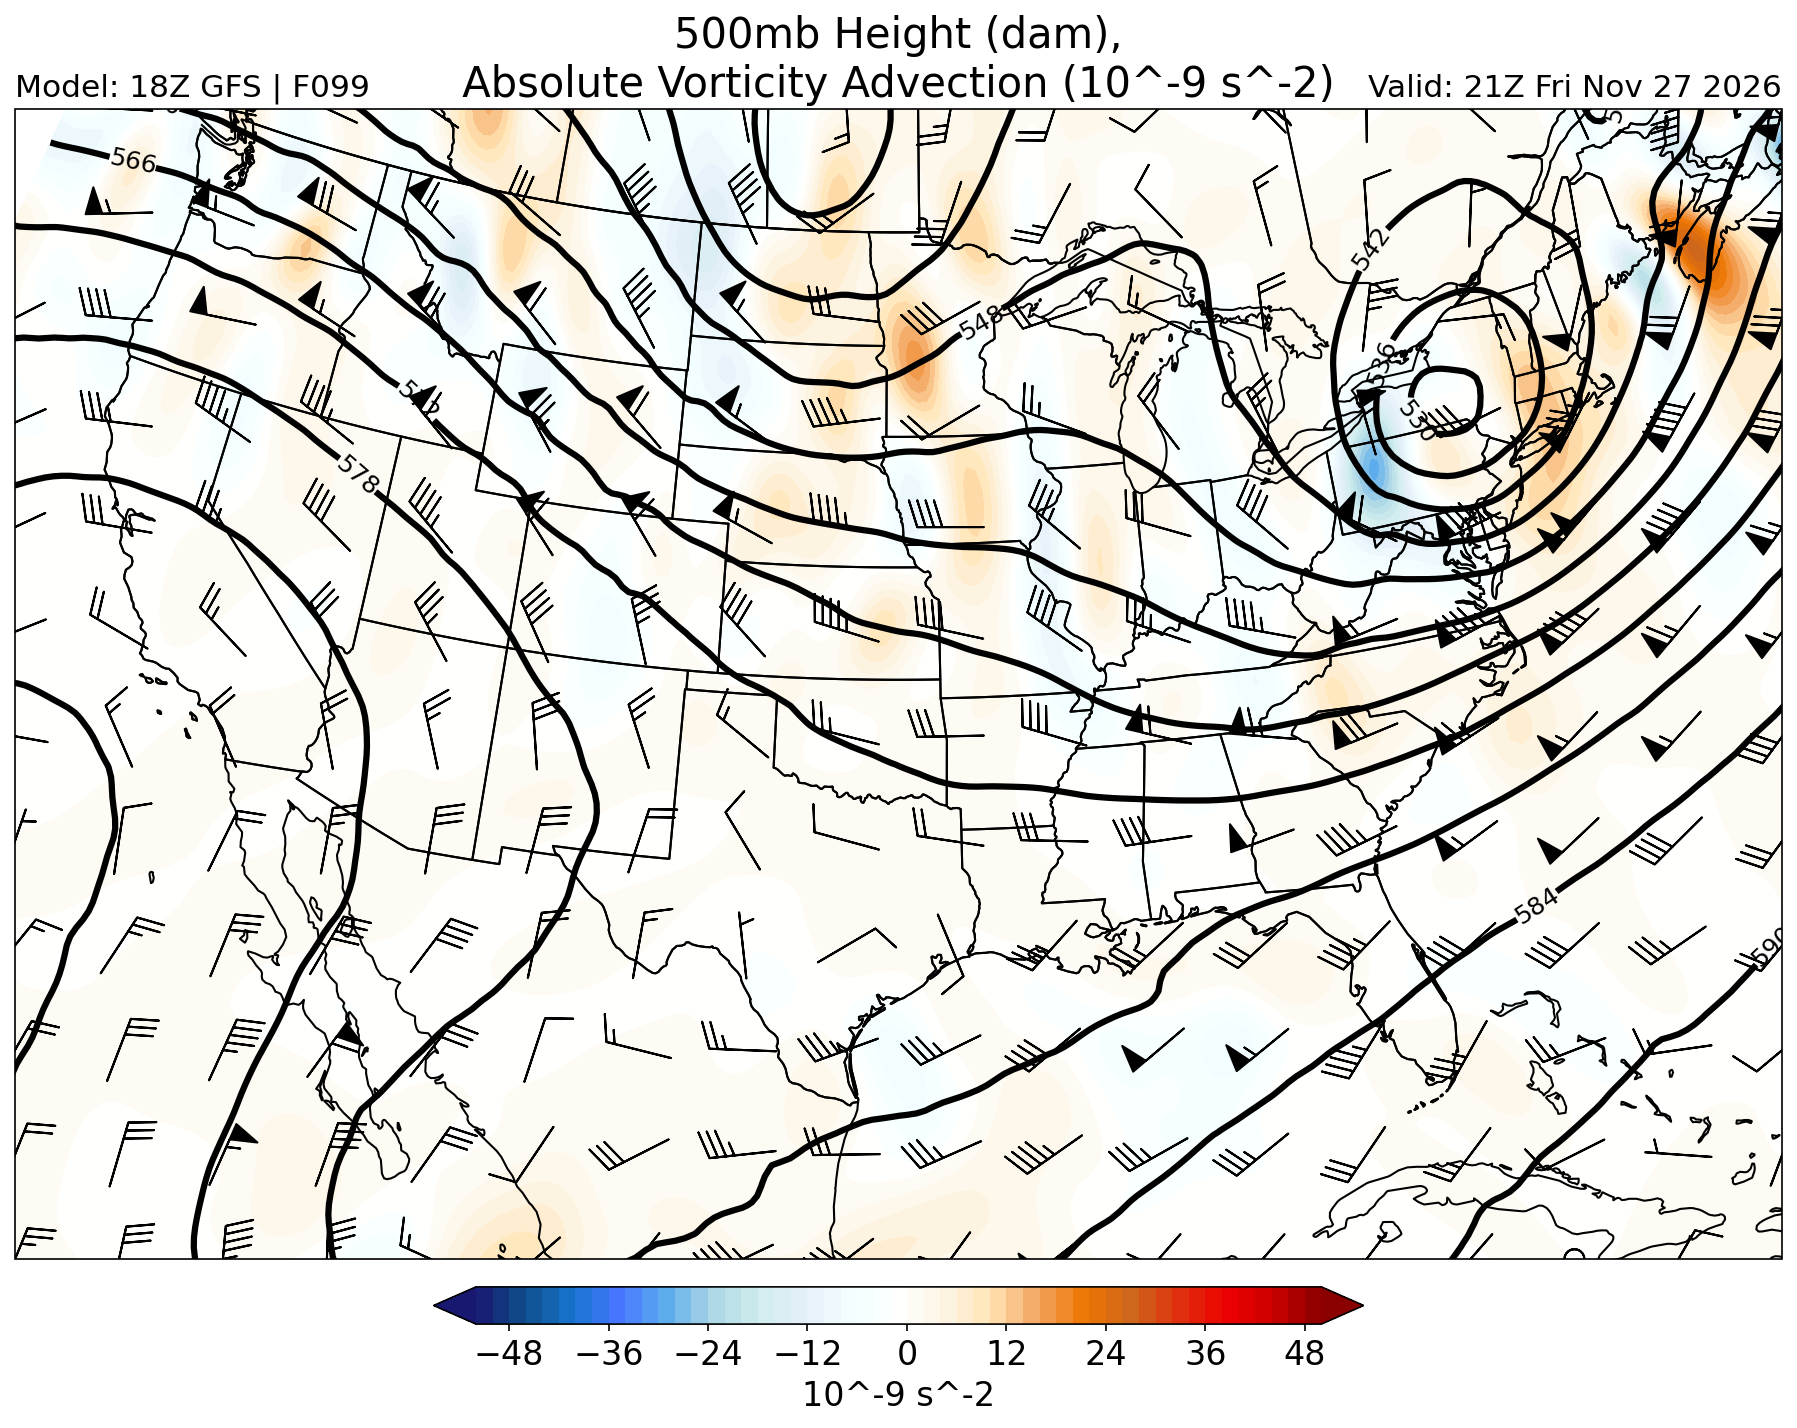 500mb Height (dam),
Model: 18Z GFS | F099
Absolute Vorticity Advection (10^-9 s^-2)
Valid: 21Z Fri Nov 27 2026
566
542
548
536
530
578
584
590
−48 −36 −24 −12 0 12 24 36 48
10^-9 s^-2